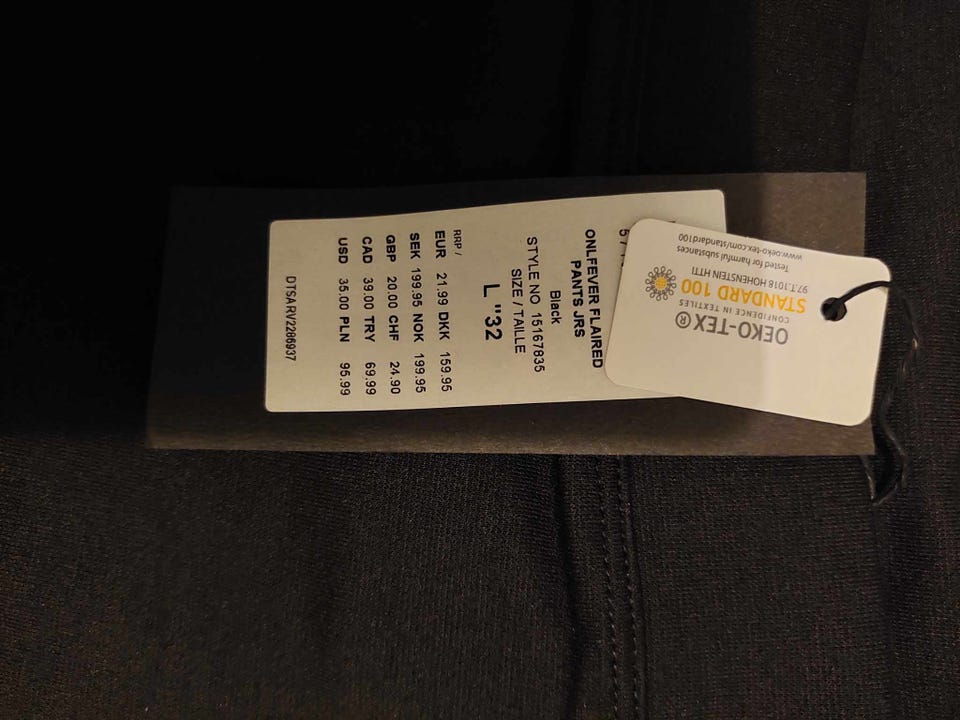 ONLFEVER FLAIRED
PANTS JRS
Black
STYLE NO 15167835
SIZE / TAILLE
L "32
RRP /
EUR 21.99 DKK 159.95
SEK 199.95 NOK 199.95
GBP 20.00 CHF 24.90
CAD 39.00 TRY 69.99
USD 35.00 PLN 95.99
DTSARV2286937
OEKO-TEX®
CONFIDENCE IN TEXTILES
STANDARD 100
97.T.1018 HOHENSTEIN HTTI
Tested for harmful substances
www.oeko-tex.com/standard100